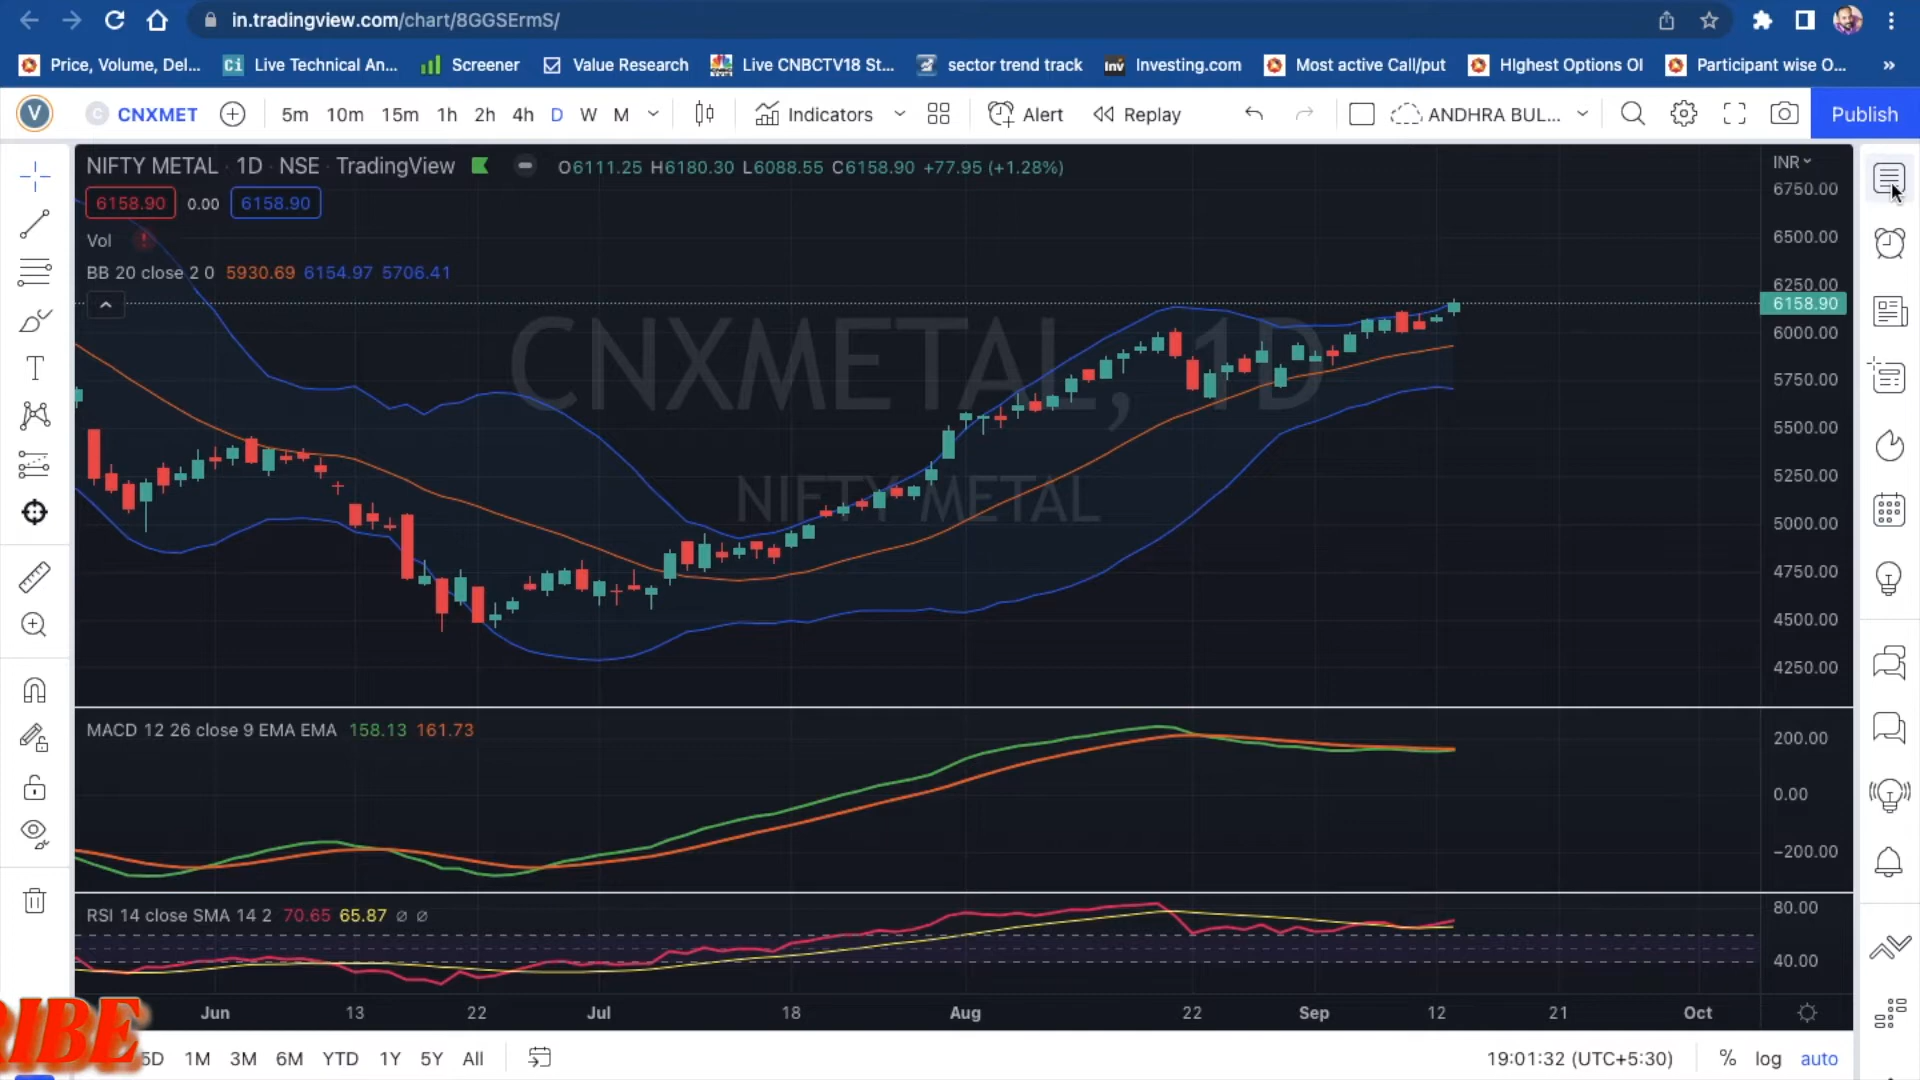 in.tradingview.com/chart/8GGSErmS/
Price, Volume, Del... Ci Live Technical An... Screener Value Research Live CNBCTV18 St... sector trend track inv Investing.com Most active Call/put HIghest Options OI Participant wise O... »
V C CNXMET 5m 10m 15m 1h 2h 4h D W M Indicators Alert Replay ANDHRA BUL... Publish
NIFTY METAL · 1D · NSE · TradingView O6111.25 H6180.30 L6088.55 C6158.90 +77.95 (+1.28%)
INR
6158.90 0.00 6158.90
Vol !
BB 20 close 2 0 5930.69 6154.97 5706.41
6750.00
6500.00
6250.00
6158.90
6000.00
5750.00
5500.00
5250.00
5000.00
4750.00
4500.00
4250.00
CNXMETAL, 1D
NIFTY METAL
MACD 12 26 close 9 EMA EMA 158.13 161.73
200.00
0.00
−200.00
RSI 14 close SMA 14 2 70.65 65.87 ⌀ ⌀
80.00
40.00
Jun 13 22 Jul 18 Aug 22 Sep 12 21 Oct
RIBE
5D 1M 3M 6M YTD 1Y 5Y All 19:01:32 (UTC+5:30) % log auto